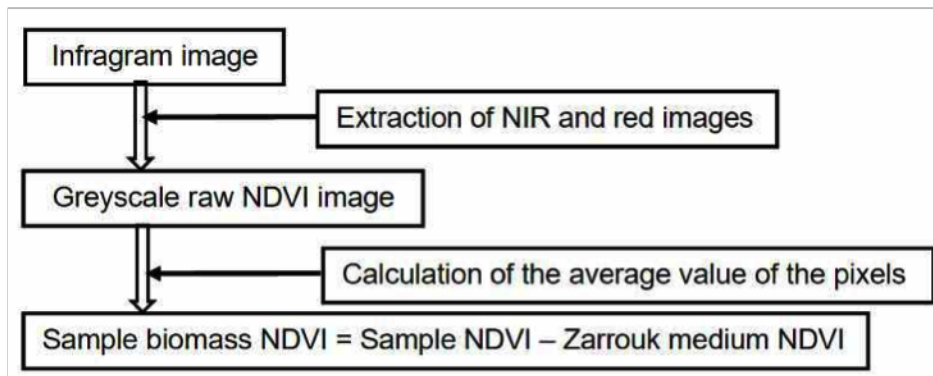 Infragram image
Extraction of NIR and red images
Greyscale raw NDVI image
Calculation of the average value of the pixels
Sample biomass NDVI = Sample NDVI – Zarrouk medium NDVI